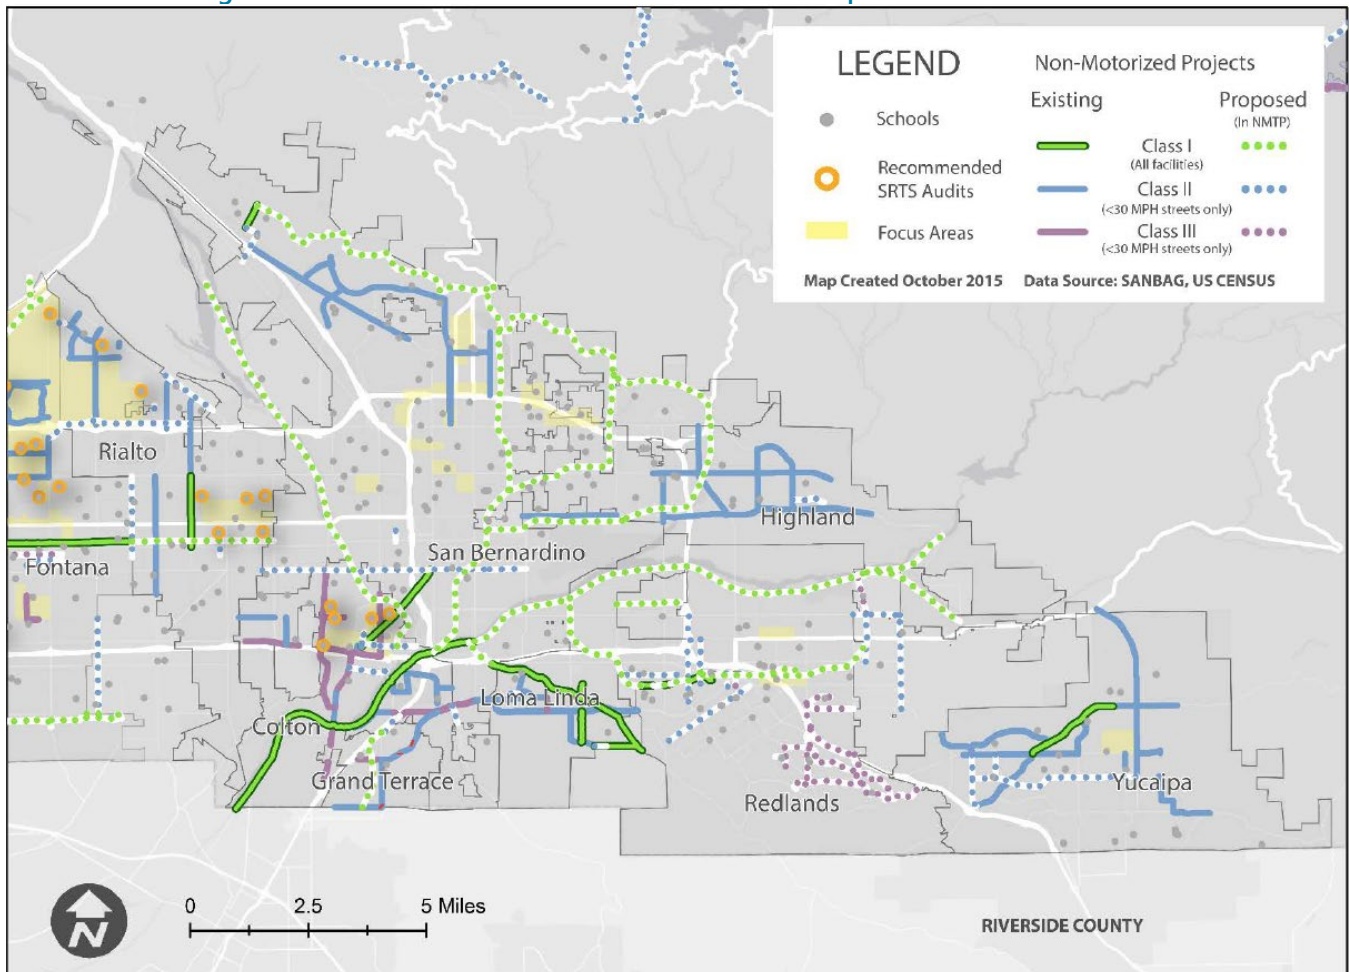 LEGEND
Non-Motorized Projects
Existing
Proposed
(In NMTP)
Schools
Class I
(All facilities)
Recommended
SRTS Audits
Class II
(<30 MPH streets only)
Focus Areas
Class III
(<30 MPH streets only)
Map Created October 2015
Data Source: SANBAG, US CENSUS
Rialto
Highland
San Bernardino
Fontana
Loma Linda
Colton
Grand Terrace
Yucaipa
Redlands
N
0
2.5
5 Miles
RIVERSIDE COUNTY